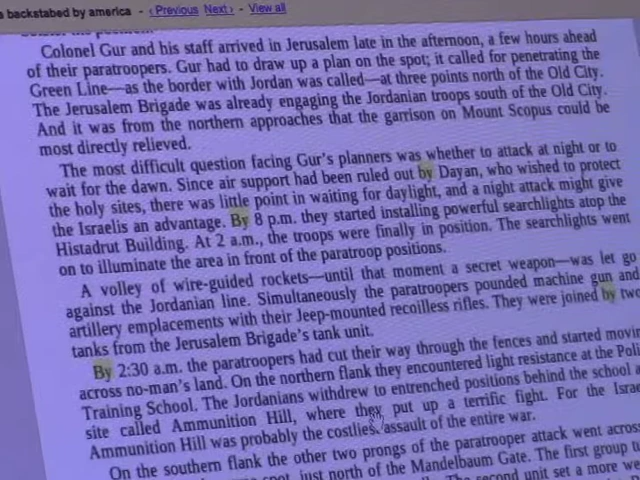 backstabed by america - ‹ Previous Next › - View all
Colonel Gur and his staff arrived in Jerusalem late in the afternoon, a few hours ahead
of their paratroopers. Gur had to draw up a plan on the spot; it called for penetrating the
Green Line—as the border with Jordan was called—at three points north of the Old City.
The Jerusalem Brigade was already engaging the Jordanian troops south of the Old City.
And it was from the northern approaches that the garrison on Mount Scopus could be
most directly relieved.
The most difficult question facing Gur's planners was whether to attack at night or to
wait for the dawn. Since air support had been ruled out by Dayan, who wished to protect
the holy sites, there was little point in waiting for daylight, and a night attack might give
the Israelis an advantage. By 8 p.m. they started installing powerful searchlights atop the
Histadrut Building. At 2 a.m., the troops were finally in position. The searchlights went
on to illuminate the area in front of the paratroop positions.
A volley of wire-guided rockets—until that moment a secret weapon—was let go
against the Jordanian line. Simultaneously the paratroopers pounded machine gun and
artillery emplacements with their Jeep-mounted recoilless rifles. They were joined by two
tanks from the Jerusalem Brigade's tank unit.
By 2:30 a.m. the paratroopers had cut their way through the fences and started movin
across no-man's land. On the northern flank they encountered light resistance at the Poli
Training School. The Jordanians withdrew to entrenched positions behind the school a
site called Ammunition Hill, where they put up a terrific fight. For the Israe
Ammunition Hill was probably the costlies assault of the entire war.
On the southern flank the other two prongs of the paratrooper attack went across
spot, just north of the Mandelbaum Gate. The first group
The second unit set a more we